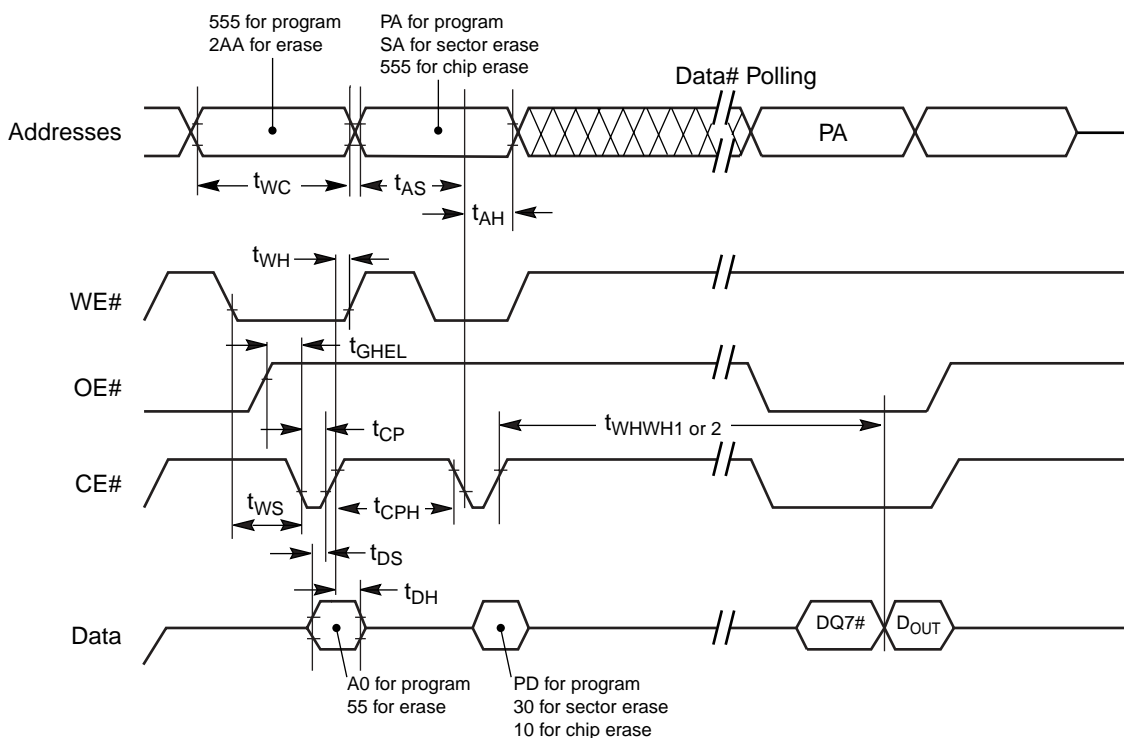 555 for program
2AA for erase
PA for program
SA for sector erase
555 for chip erase
Data# Polling
Addresses
PA
tWC
tAS
tAH
tWH
WE#
tGHEL
OE#
tWHWH1 or 2
tCP
CE#
tWS
tCPH
tDS
tDH
Data
DQ7#
DOUT
A0 for program
55 for erase
PD for program
30 for sector erase
10 for chip erase